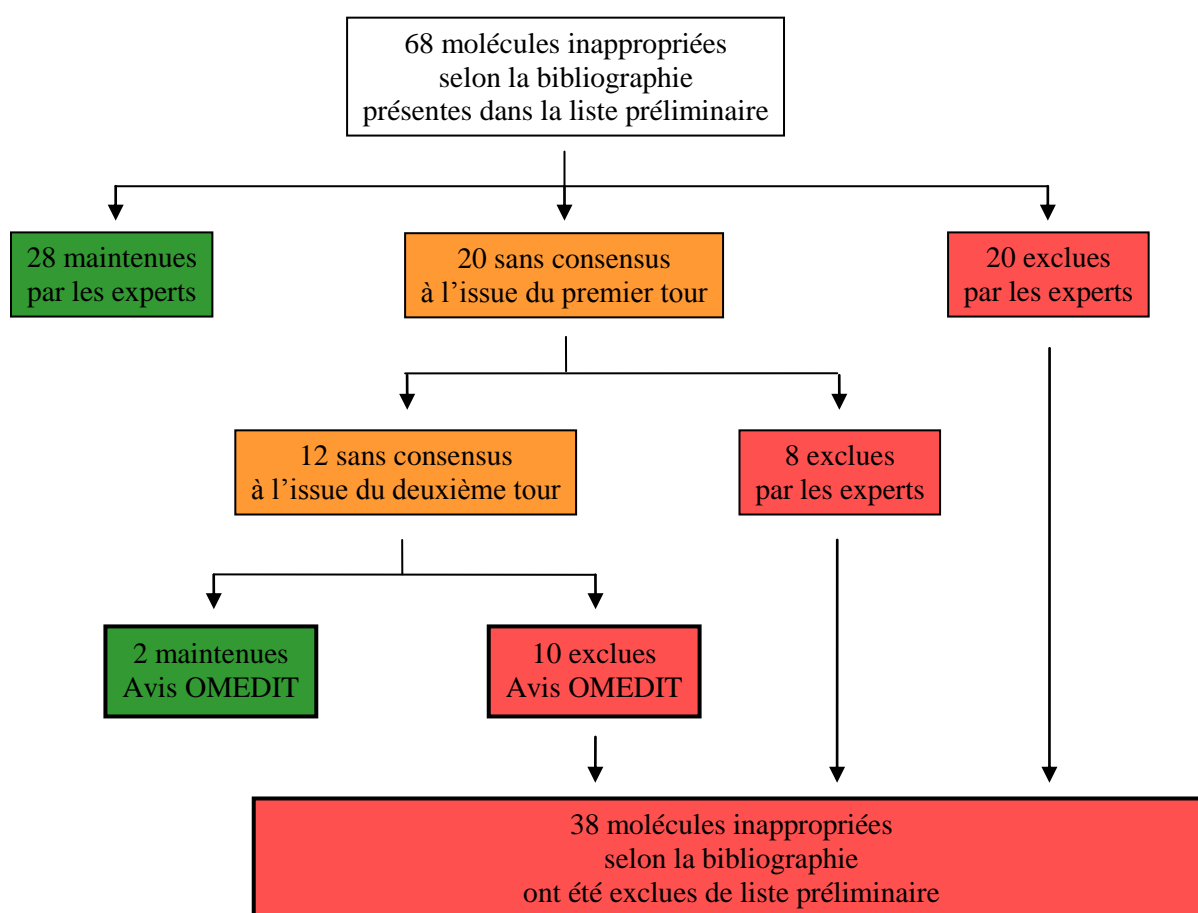 68 molécules inappropriées
selon la bibliographie
présentes dans la liste préliminaire
28 maintenues
par les experts
20 sans consensus
à l’issue du premier tour
20 exclues
par les experts
12 sans consensus
à l’issue du deuxième tour
8 exclues
par les experts
2 maintenues
Avis OMEDIT
10 exclues
Avis OMEDIT
38 molécules inappropriées
selon la bibliographie
ont été exclues de liste préliminaire